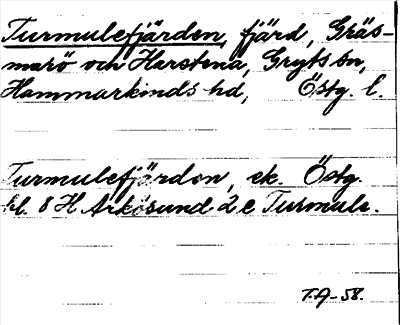 Turmulefjärden, fjärd, Gräs-
marö och Harstena, Gryts sn,
Hammarkinds hd, Östg. l.
Turmulefjärden, ek. Östg.
bl. 8 H Arkösund 2 c Turmule.
T.A-58.